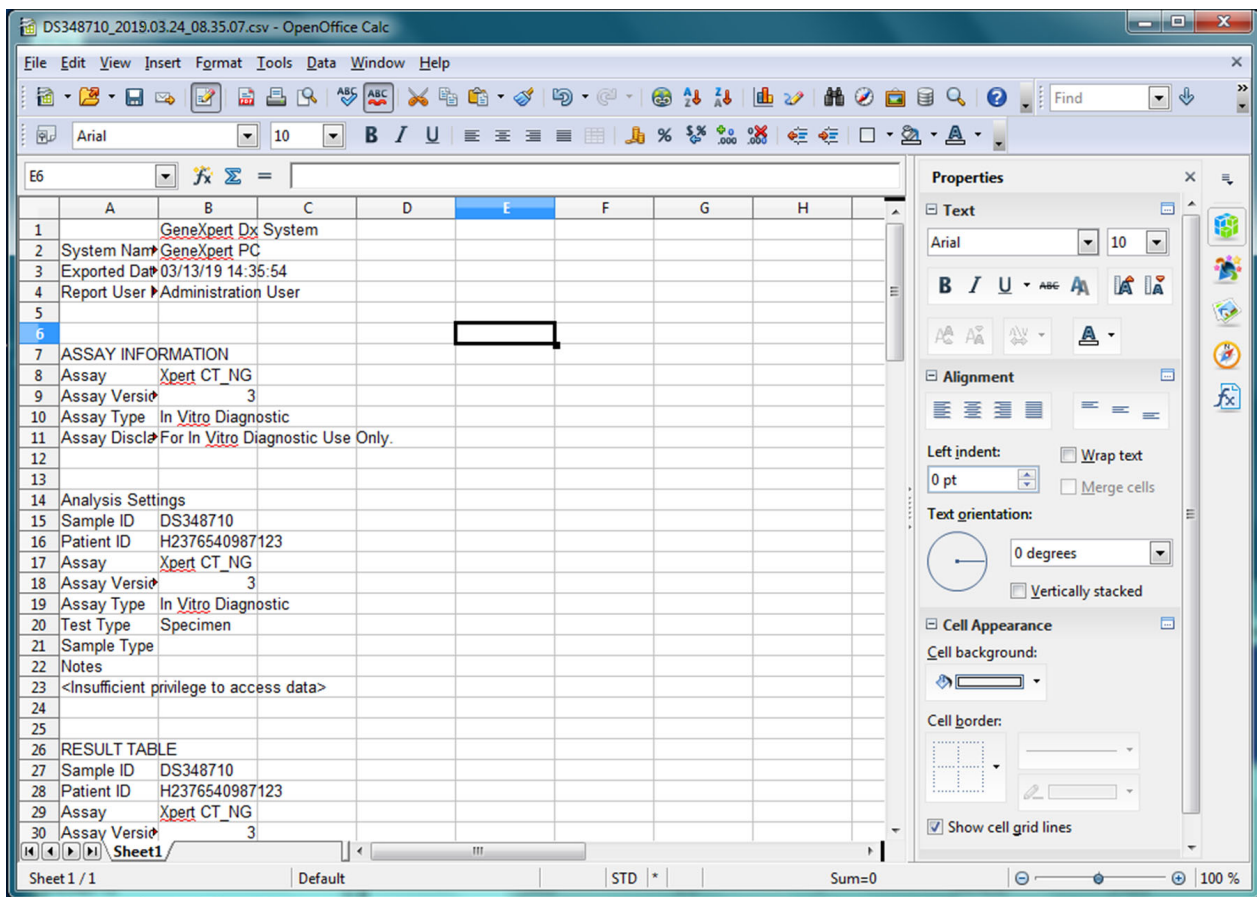 DS348710_2019.03.24_08.35.07.csv - OpenOffice Calc
File Edit View Insert Format Tools Data Window Help
ABC ABC Find
Arial 10 B I U
E6
A B C D E F G H
1 GeneXpert Dx System
2 System Nam GeneXpert PC
3 Exported Dat 03/13/19 14:35:54
4 Report User Administration User
5
6
7 ASSAY INFORMATION
8 Assay Xpert CT_NG
9 Assay Versio 3
10 Assay Type In Vitro Diagnostic
11 Assay Discla For In Vitro Diagnostic Use Only.
12
13
14 Analysis Settings
15 Sample ID DS348710
16 Patient ID H2376540987123
17 Assay Xpert CT_NG
18 Assay Versio 3
19 Assay Type In Vitro Diagnostic
20 Test Type Specimen
21 Sample Type
22 Notes
23 <Insufficient privilege to access data>
24
25
26 RESULT TABLE
27 Sample ID DS348710
28 Patient ID H2376540987123
29 Assay Xpert CT_NG
30 Assay Versio 3
Sheet1
Sheet 1 / 1 Default STD * Sum=0 100 %
Properties
Text
Arial 10
B I U ABC
Alignment
Left indent:
Wrap text
0 pt
Merge cells
Text orientation:
0 degrees
Vertically stacked
Cell Appearance
Cell background:
Cell border:
Show cell grid lines